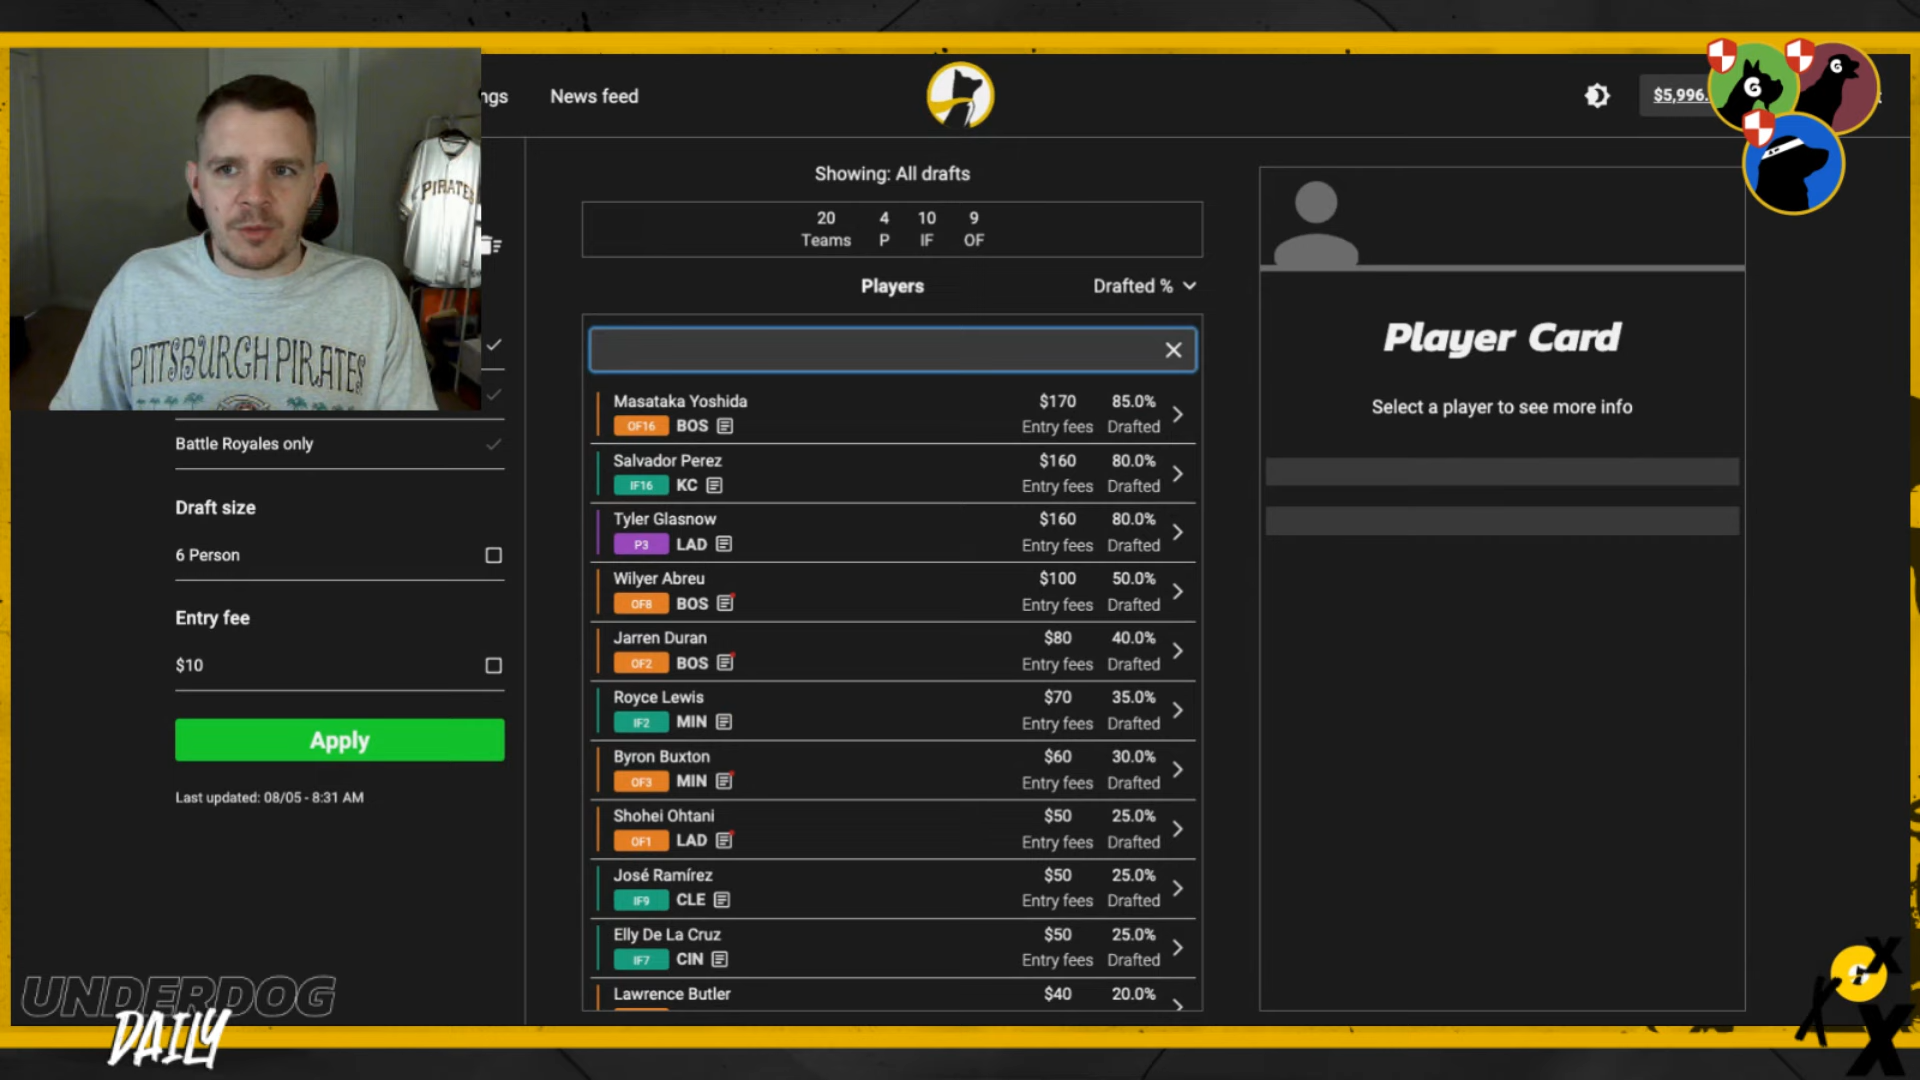 ngs
News feed
$5,996.
PIRATES
PITTSBURGH PIRATES
Battle Royales only
Draft size
6 Person
Entry fee
$10
Apply
Last updated: 08/05 - 8:31 AM
Showing: All drafts
20 4 10 9
Teams P IF OF
Players Drafted %
Masataka Yoshida $170 85.0%
OF16 BOS Entry fees Drafted
Salvador Perez $160 80.0%
IF16 KC Entry fees Drafted
Tyler Glasnow $160 80.0%
P3 LAD Entry fees Drafted
Wilyer Abreu $100 50.0%
OF8 BOS Entry fees Drafted
Jarren Duran $80 40.0%
OF2 BOS Entry fees Drafted
Royce Lewis $70 35.0%
IF2 MIN Entry fees Drafted
Byron Buxton $60 30.0%
OF3 MIN Entry fees Drafted
Shohei Ohtani $50 25.0%
OF1 LAD Entry fees Drafted
José Ramírez $50 25.0%
IF9 CLE Entry fees Drafted
Elly De La Cruz $50 25.0%
IF7 CIN Entry fees Drafted
Lawrence Butler $40 20.0%
Player Card
Select a player to see more info
G
G
UNDERDOG
DAILY